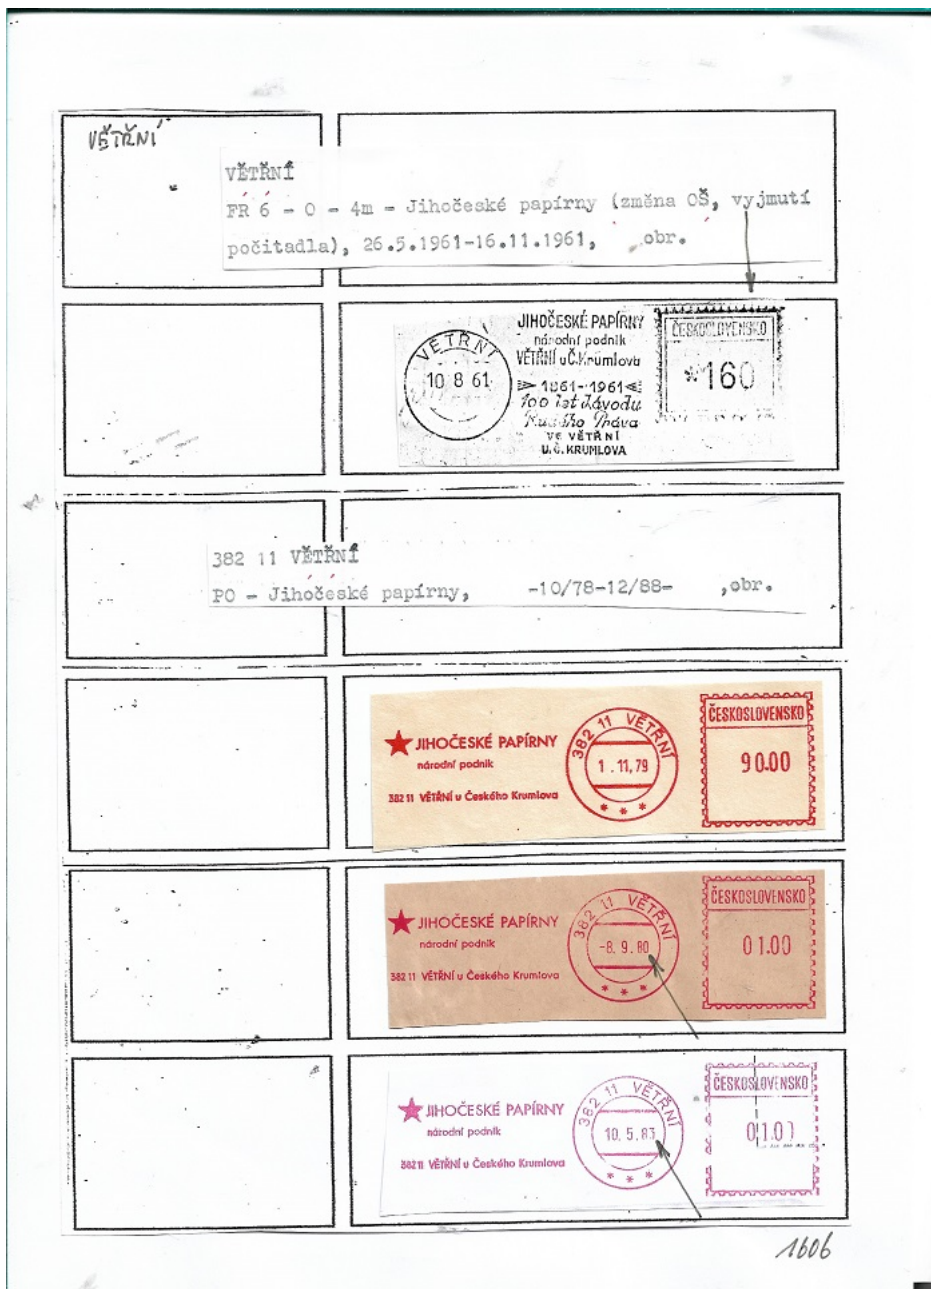 VĚTŘNÍ
VĚTŘNÍ
FR 6 - O - 4m - Jihočeské papírny (změna OŠ, vyjmutí
počitadla), 26.5.1961-16.11.1961, obr.
JIHOČESKÉ PAPÍRNY
národní podnik
VĚTŘNÍ u Č.Krumlova
1861-1961
100 let závodu
Rudého Práva
VE VĚTŘNÍ
U Č. KRUMLOVA
VĚTŘNÍ
10 8 61
ČESKOSLOVENSKO
*160
382 11 VĚTŘNÍ
PO - Jihočeské papírny, -10/78-12/88- ,obr.
JIHOČESKÉ PAPÍRNY
národní podnik
382 11 VĚTŘNÍ u Českého Krumlova
382 11 VĚTŘNÍ
1.11,79
* * *
ČESKOSLOVENSKO
90.00
JIHOČESKÉ PAPÍRNY
národní podnik
382 11 VĚTŘNÍ u Českého Krumlova
382 11 VĚTŘNÍ
-8. 9. 80
* * *
ČESKOSLOVENSKO
01.00
JIHOČESKÉ PAPÍRNY
národní podnik
382 11 VĚTŘNÍ u Českého Krumlova
382 11 VĚTŘNÍ
10. 5. 83
* * *
ČESKOSLOVENSKO
01.0
1606